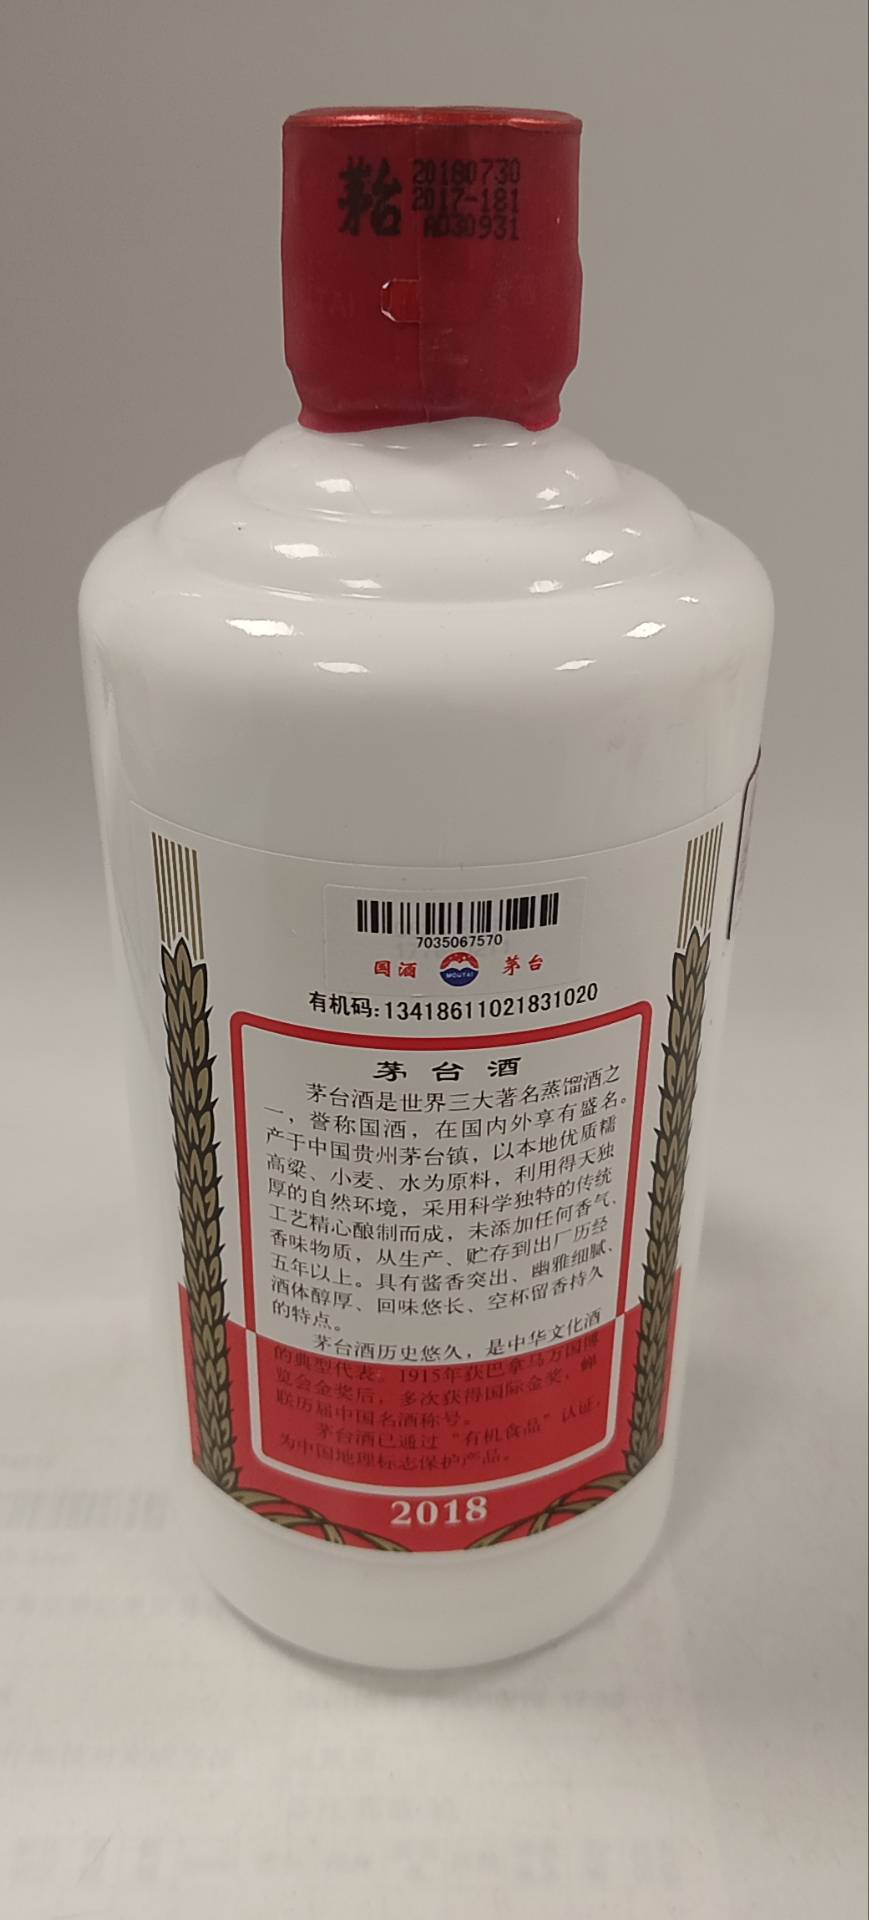 茅台
20180730
2017-181
A030931
TAI
7035067570
国酒 MOUTAI 茅台
有机码:13418611021831020
茅台酒
茅台酒是世界三大著名蒸馏酒之
一，誉称国酒，在国内外享有盛名。
产于中国贵州茅台镇，以本地优质糯
高粱、小麦、水为原料，利用得天独
厚的自然环境，采用科学独特的传统
工艺精心酿制而成，未添加任何香气、
香味物质，从生产、贮存到出厂历经
五年以上。具有酱香突出、幽雅细腻、
酒体醇厚、回味悠长、空杯留香持久
的特点。
茅台酒历史悠久，是中华文化酒
的典型代表。1915年获巴拿马万国博
览会金奖后，多次获得国际金奖，蝉
联历届中国名酒称号。
茅台酒已通过“有机食品”认证，
为中国地理标志保护产品。
2018